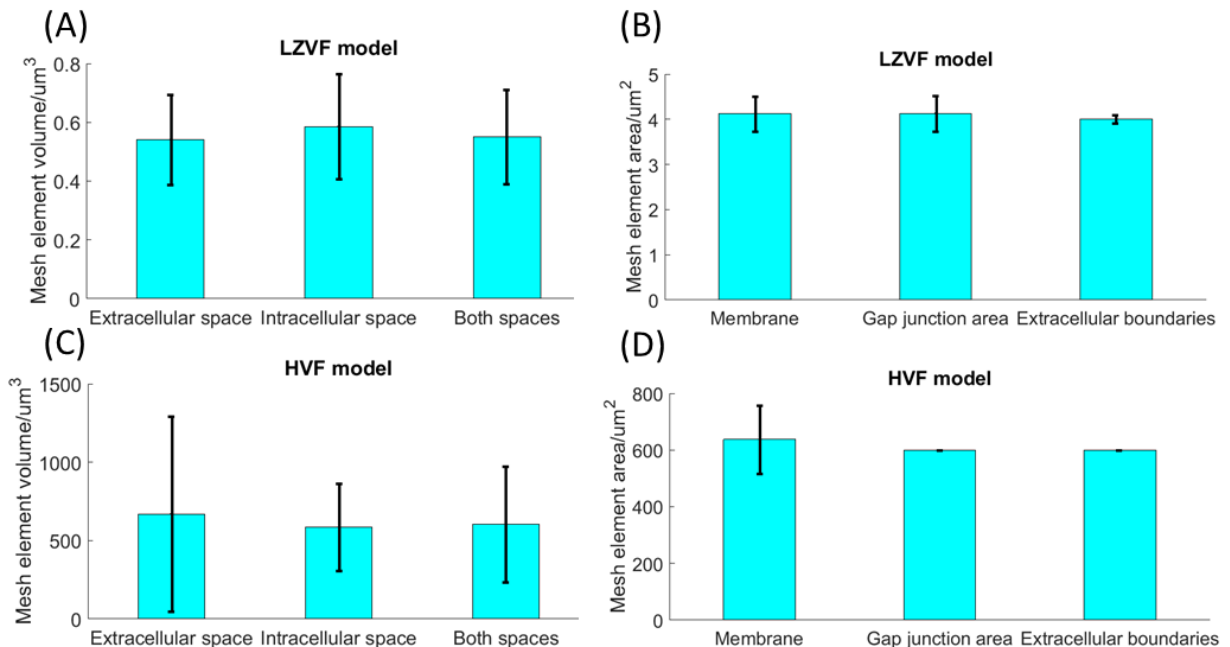 (A)
LZVF model
Mesh element volume/um³
0.8
0.6
0.4
0.2
0
Extracellular space Intracellular space Both spaces
(B)
LZVF model
Mesh element area/um²
5
4
3
2
1
0
Membrane Gap junction area Extracellular boundaries
(C)
HVF model
Mesh element volume/um³
1500
1000
500
0
Extracellular space Intracellular space Both spaces
(D)
HVF model
Mesh element area/um²
800
600
400
200
0
Membrane Gap junction area Extracellular boundaries